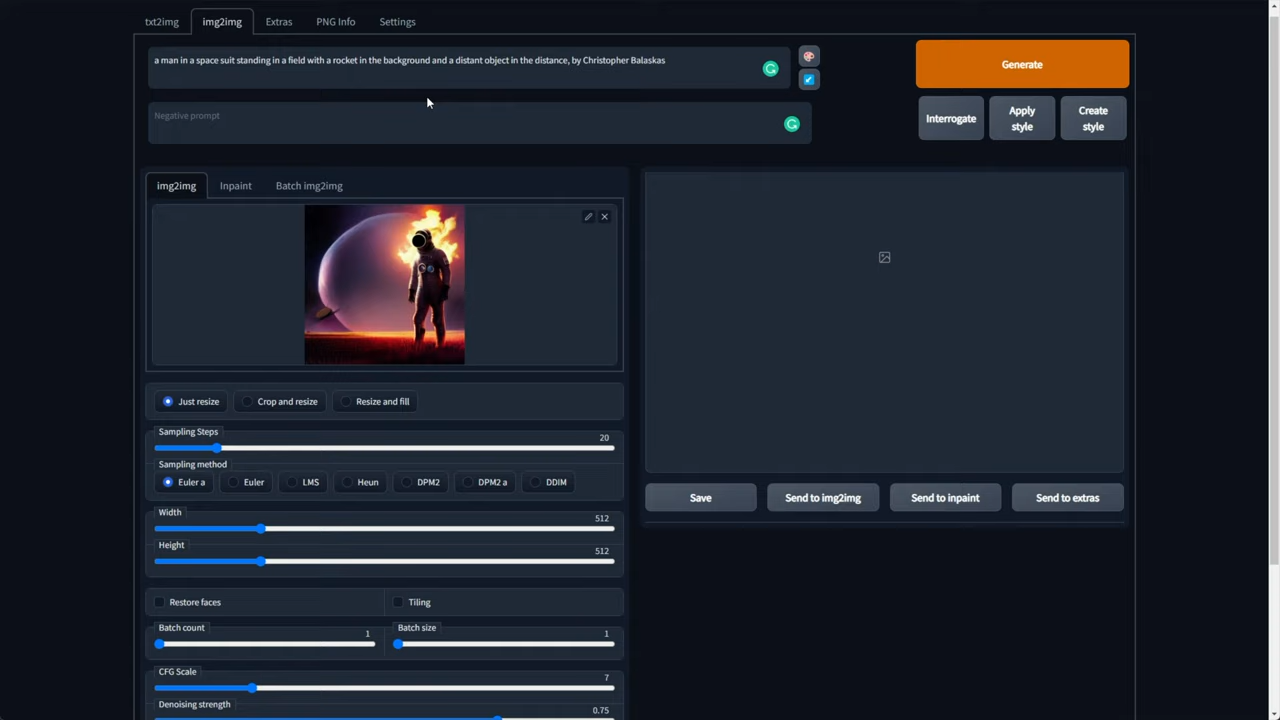 txt2img img2img Extras PNG Info Settings
a man in a space suit standing in a field with a rocket in the background and a distant object in the distance, by Christopher Balaskas
Generate
Negative prompt
Interrogate
Apply style
Create style
img2img Inpaint Batch img2img
Just resize Crop and resize Resize and fill
Sampling Steps
20
Sampling method
Euler a Euler LMS Heun DPM2 DPM2 a DDIM
Save Send to img2img Send to inpaint Send to extras
Width
512
Height
512
Restore faces Tiling
Batch count
1
Batch size
1
CFG Scale
7
Denoising strength
0.75